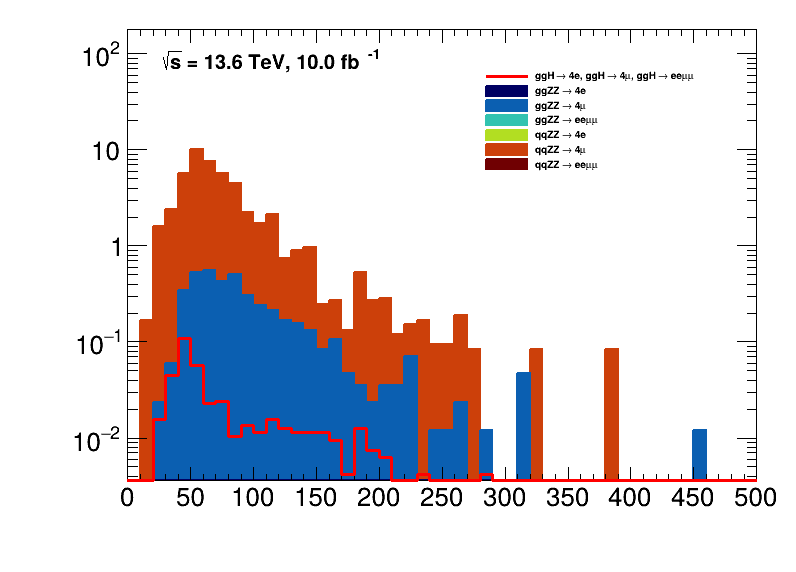 10²
√s = 13.6 TeV, 10.0 fb⁻¹
ggH→4e, ggH→4μ, ggH→eeμμ
ggZZ→4e
ggZZ→4μ
ggZZ→eeμμ
qqZZ→4e
qqZZ→4μ
qqZZ→eeμμ
10
1
10⁻¹
10⁻²
0 50 100 150 200 250 300 350 400 450 500